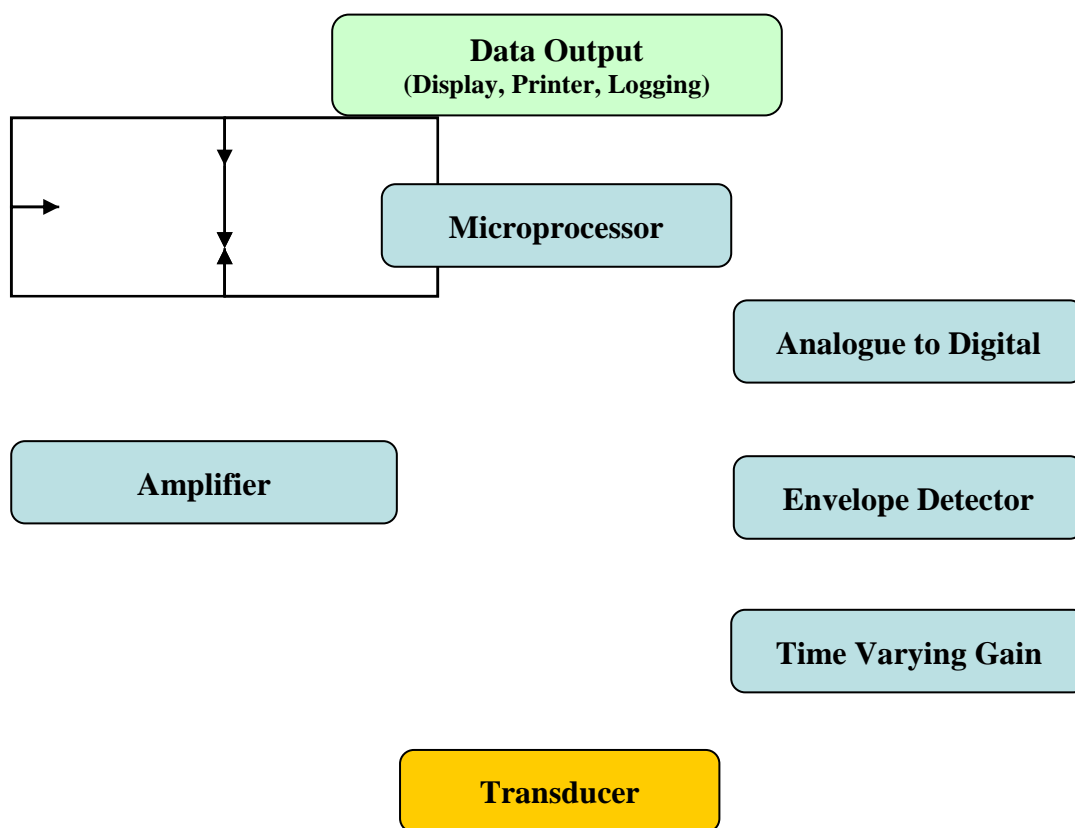 Data Output
(Display, Printer, Logging)
Microprocessor
Analogue to Digital
Amplifier
Envelope Detector
Time Varying Gain
Transducer